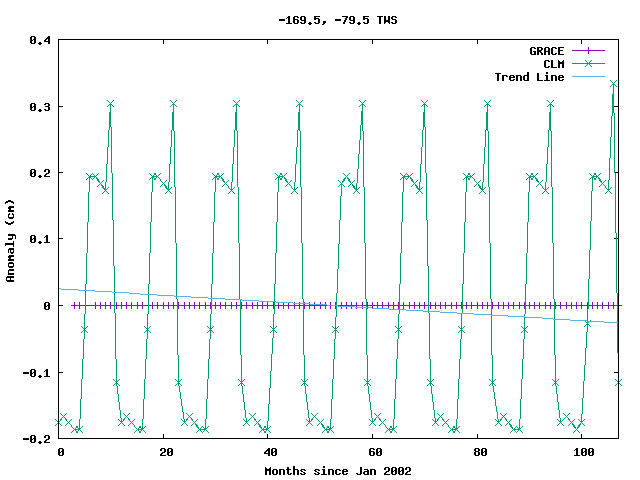 -169.5, -79.5 TWS
GRACE
CLM
Trend Line
0.4
0.3
0.2
0.1
0
-0.1
-0.2
Anomaly (cm)
0 20 40 60 80 100
Months since Jan 2002